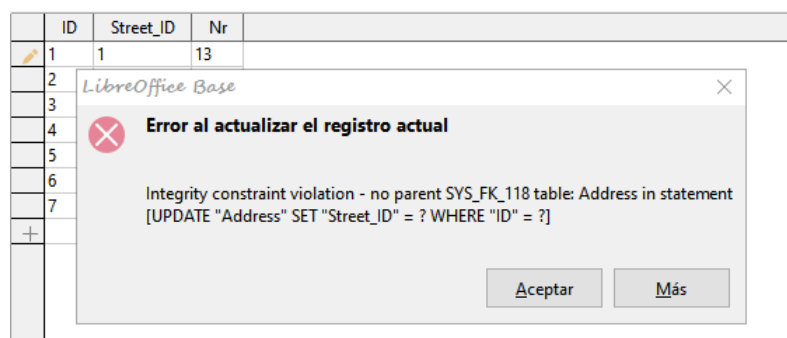 ID Street_ID Nr
1 1 13
2
LibreOffice Base
3
4 Error al actualizar el registro actual
5
6
Integrity constraint violation - no parent SYS_FK_118 table: Address in statement
7
[UPDATE "Address" SET "Street_ID" = ? WHERE "ID" = ?]
Aceptar Más